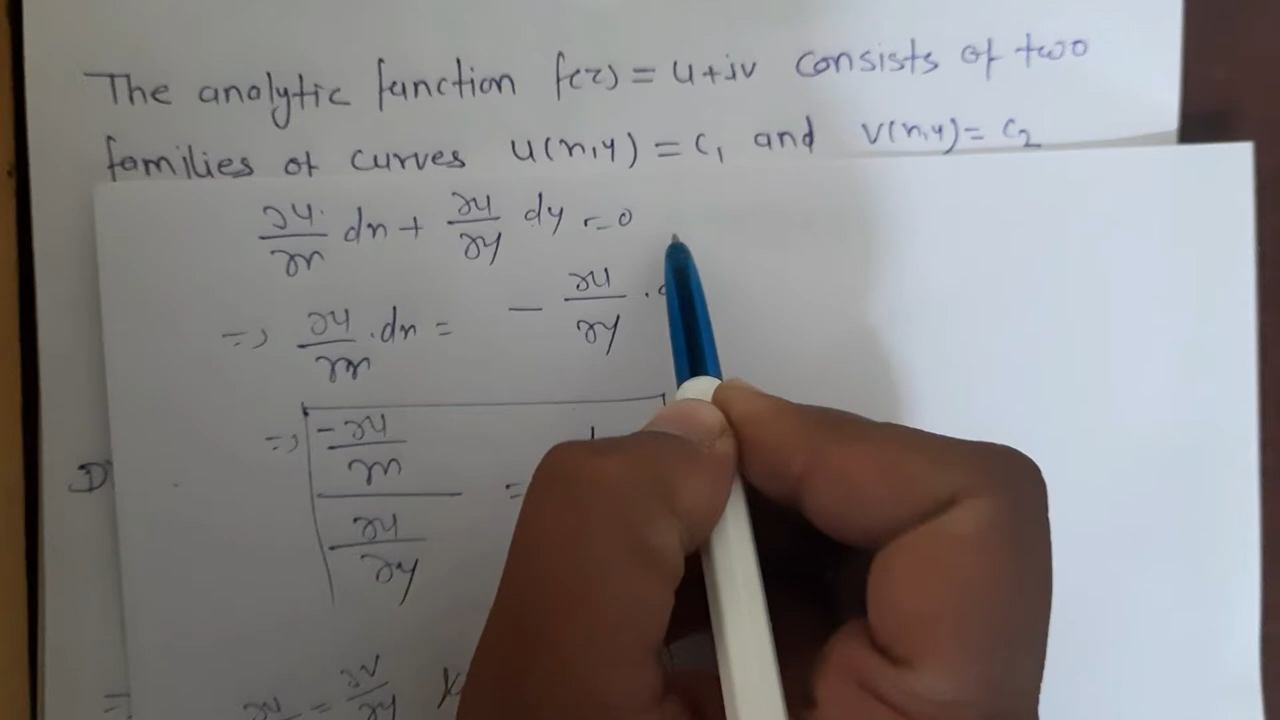 The analytic function f(z) = u+iv consists of two
families of curves u(x,y) = c₁ and v(x,y) = c₂
∂u/∂x dx + ∂u/∂y dy = 0
=> ∂u/∂x . dx = - ∂u/∂y .
=> (-∂u/∂x)/(∂u/∂y) =
D
=
∂u = ∂v/∂y